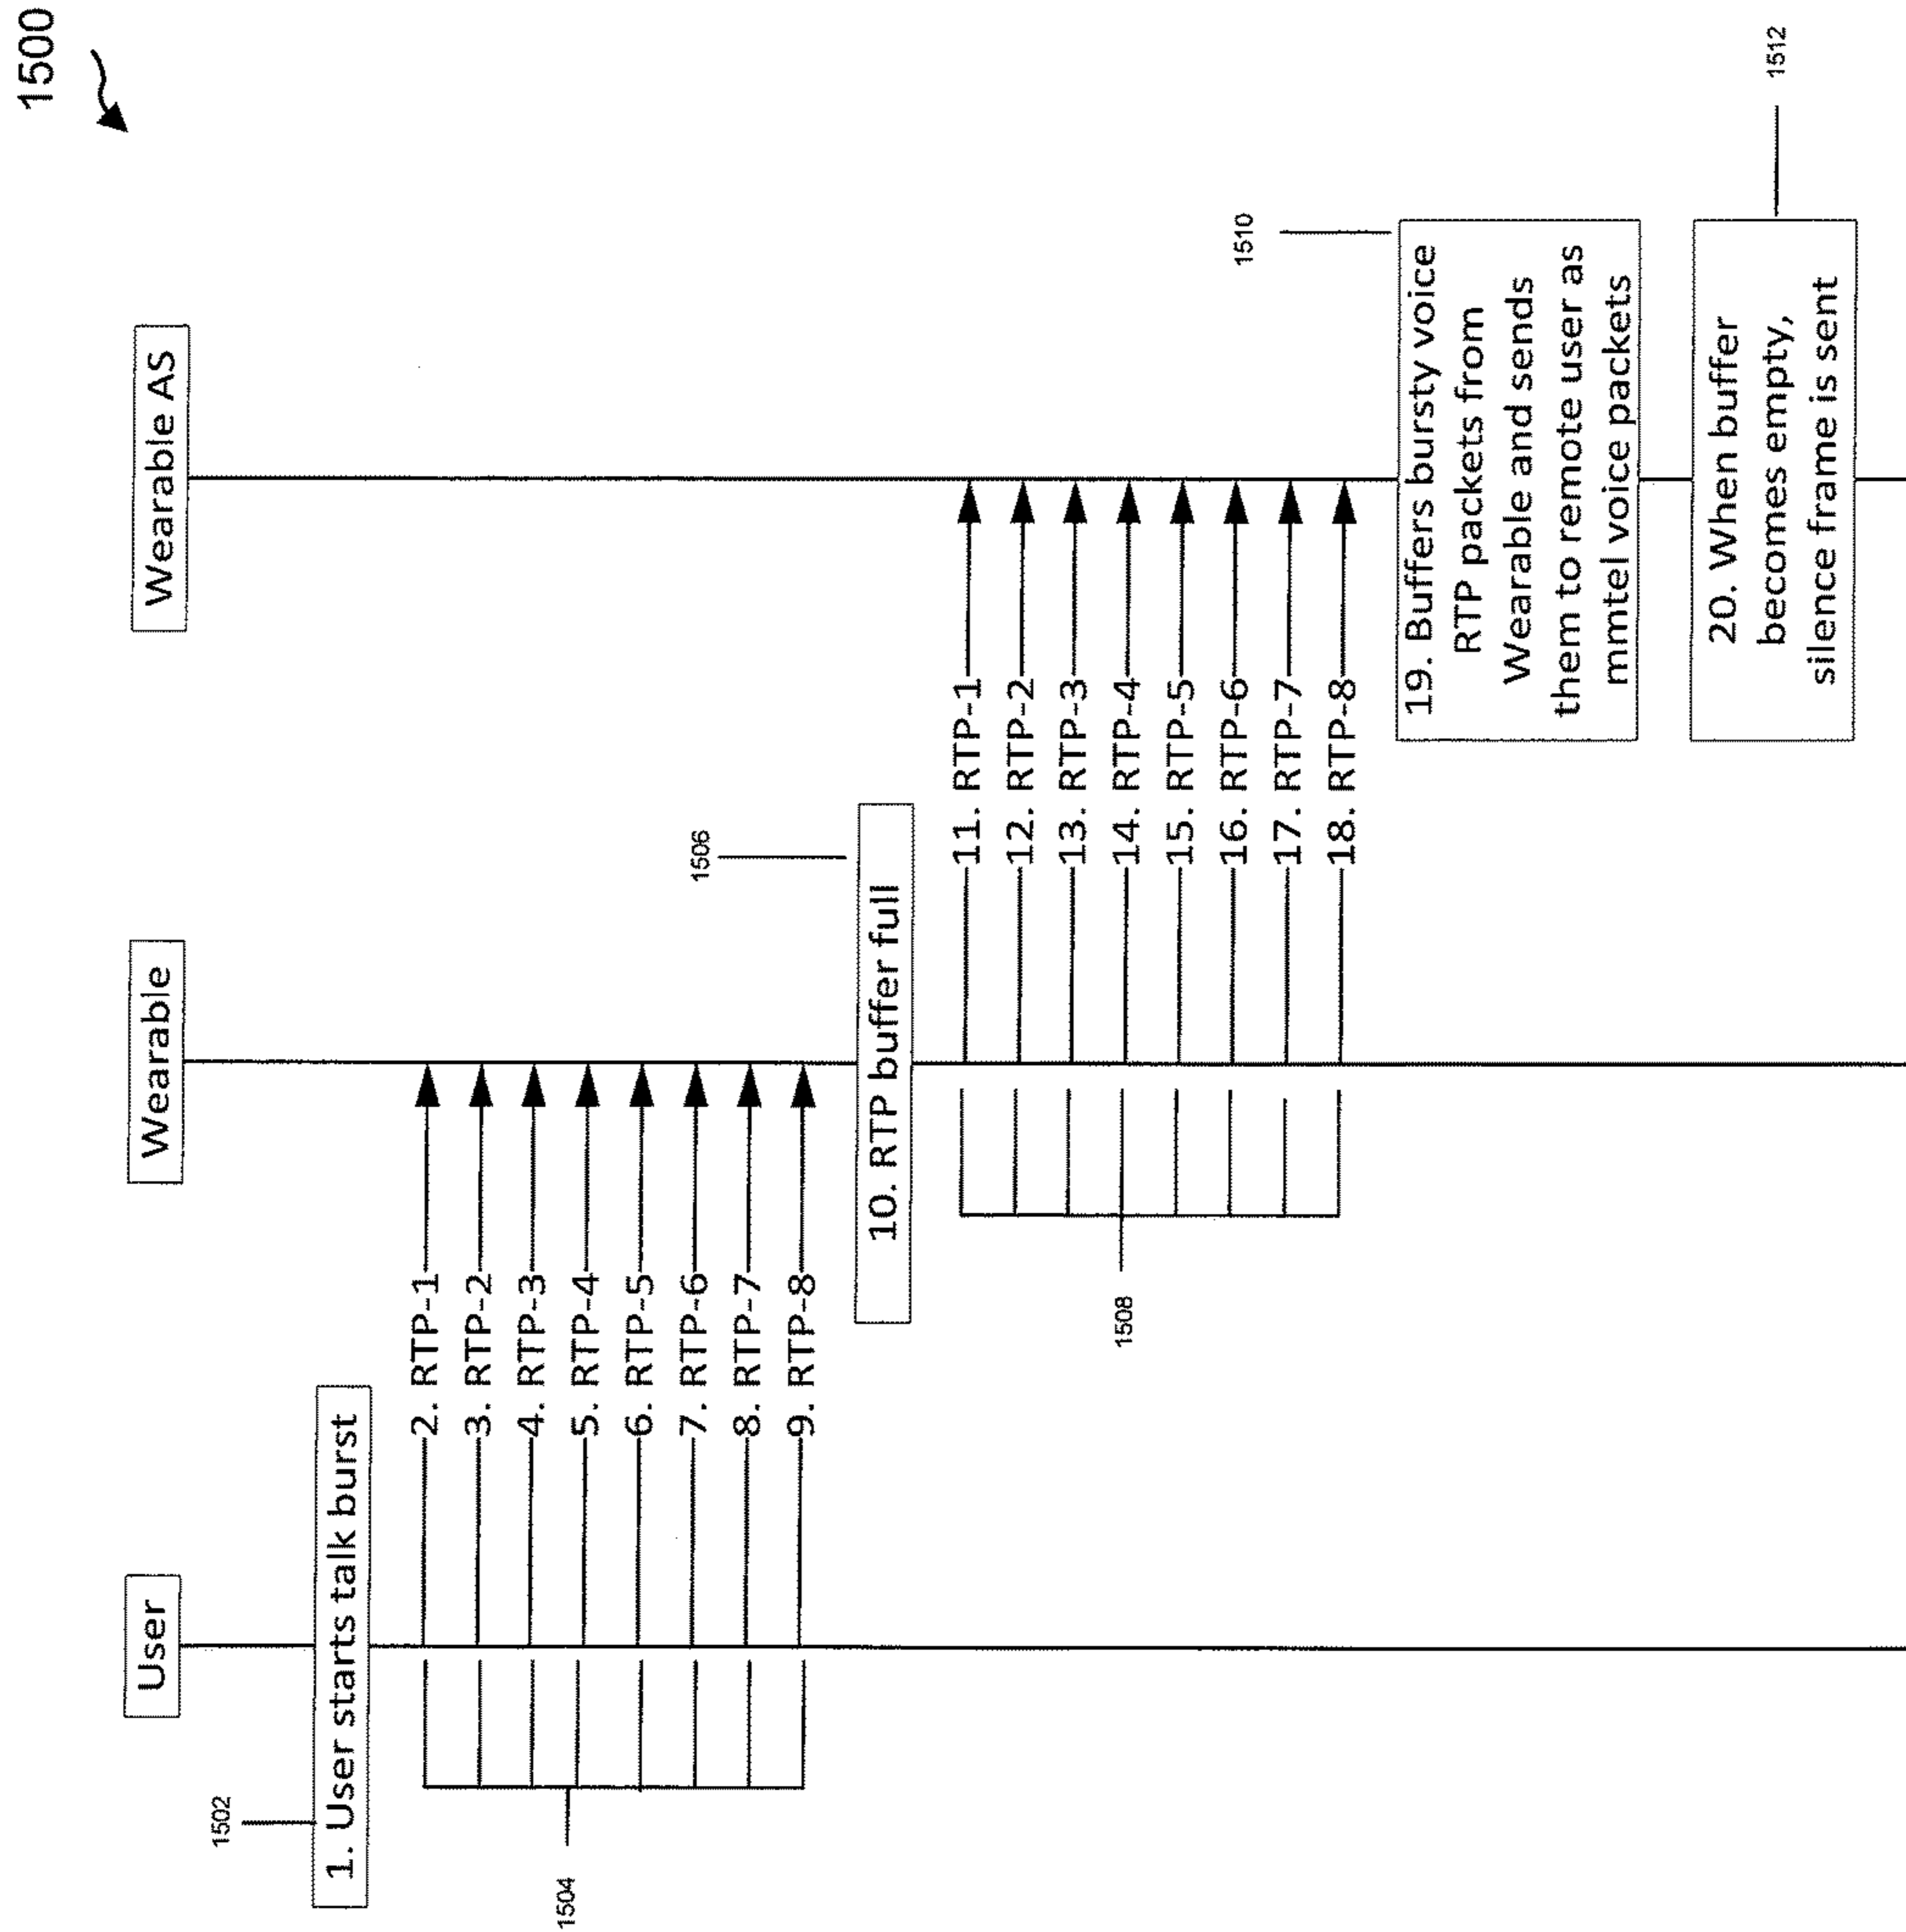 1500
User
Wearable
Wearable AS
1502
1. User starts talk burst
2. RTP-1
3. RTP-2
4. RTP-3
5. RTP-4
6. RTP-5
7. RTP-6
8. RTP-7
9. RTP-8
1504
1506
10. RTP buffer full
11. RTP-1
12. RTP-2
13. RTP-3
14. RTP-4
15. RTP-5
16. RTP-6
17. RTP-7
18. RTP-8
1508
1510
19. Buffers bursty voice
RTP packets from
Wearable and sends
them to remote user as
mmtel voice packets
20. When buffer
becomes empty,
silence frame is sent
1512